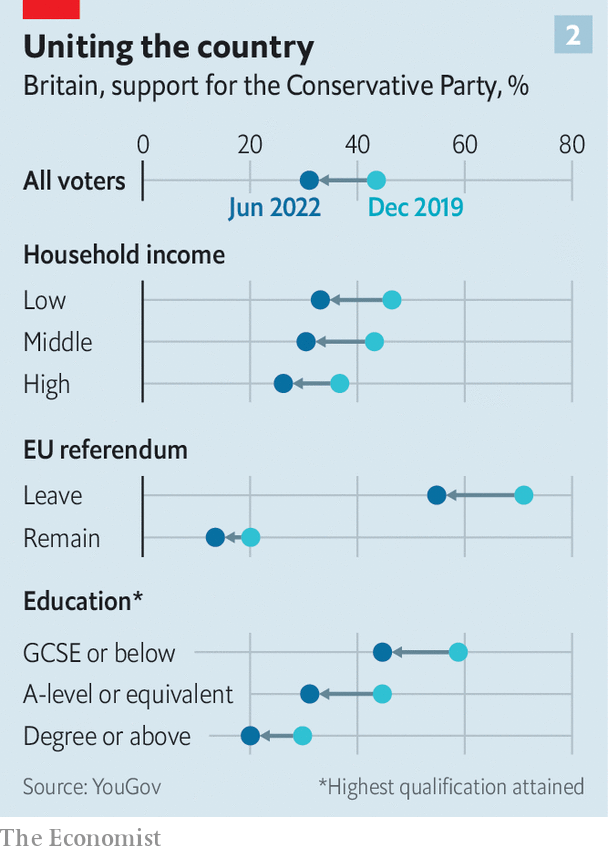 2
Uniting the country
Britain, support for the Conservative Party, %
0 20 40 60 80
All voters
Jun 2022 Dec 2019
Household income
Low
Middle
High
EU referendum
Leave
Remain
Education*
GCSE or below
A-level or equivalent
Degree or above
Source: YouGov *Highest qualification attained
The Economist